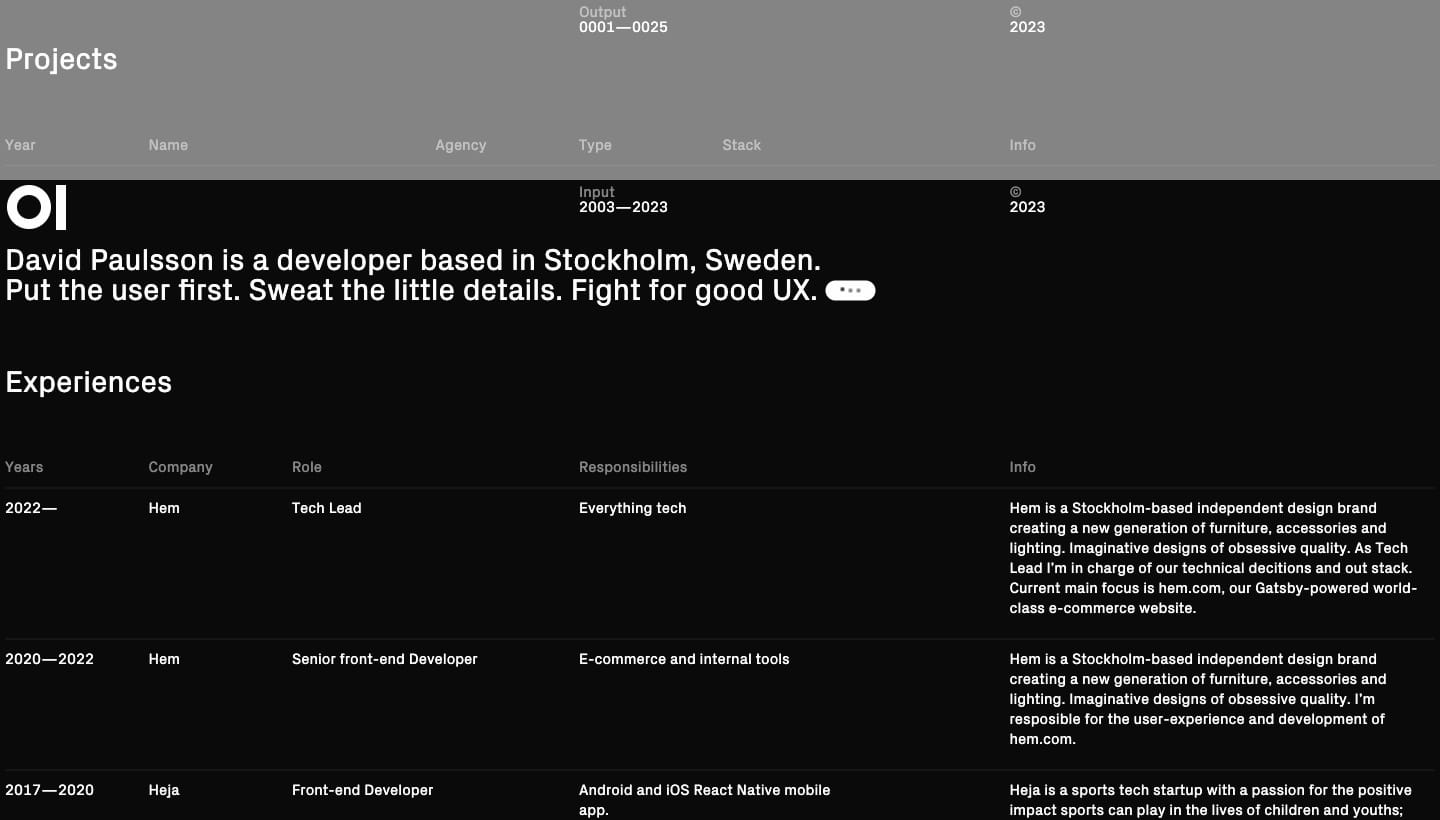 Output
0001—0025
©
2023
Projects
Year Name Agency Type Stack Info
OI
Input
2003—2023
©
2023
David Paulsson is a developer based in Stockholm, Sweden.
Put the user first. Sweat the little details. Fight for good UX.
Experiences
Years Company Role Responsibilities Info
2022— Hem Tech Lead Everything tech Hem is a Stockholm-based independent design brand
creating a new generation of furniture, accessories and
lighting. Imaginative designs of obsessive quality. As Tech
Lead I'm in charge of our technical decitions and out stack.
Current main focus is hem.com, our Gatsby-powered world-
class e-commerce website.
2020—2022 Hem Senior front-end Developer E-commerce and internal tools Hem is a Stockholm-based independent design brand
creating a new generation of furniture, accessories and
lighting. Imaginative designs of obsessive quality. I'm
resposible for the user-experience and development of
hem.com.
2017—2020 Heja Front-end Developer Android and iOS React Native mobile Heja is a sports tech startup with a passion for the positive
app. impact sports can play in the lives of children and youths;